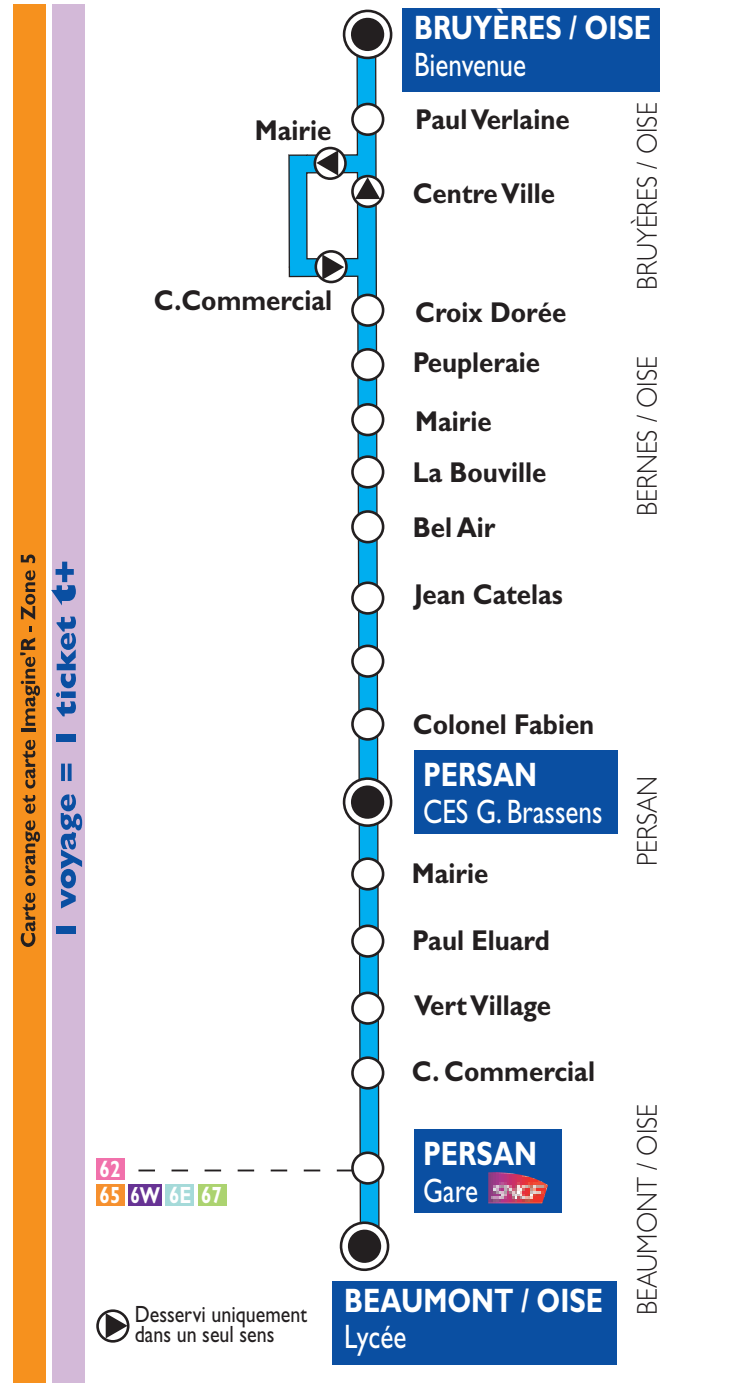 BRUYÈRES / OISE
Bienvenue
Paul Verlaine
Mairie
Centre Ville
C.Commercial
Croix Dorée
BRUYÈRES / OISE
Peupleraie
Mairie
La Bouville
Bel Air
BERNES / OISE
Jean Catelas
Colonel Fabien
PERSAN
CES G. Brassens
Mairie
Paul Eluard
Vert Village
C. Commercial
PERSAN
PERSAN
Gare SNCF
62
65 6W 6E 67
BEAUMONT / OISE
Lycée
BEAUMONT / OISE
Desservi uniquement
dans un seul sens
Carte orange et carte Imagine'R - Zone 5
1 voyage = 1 ticket t+